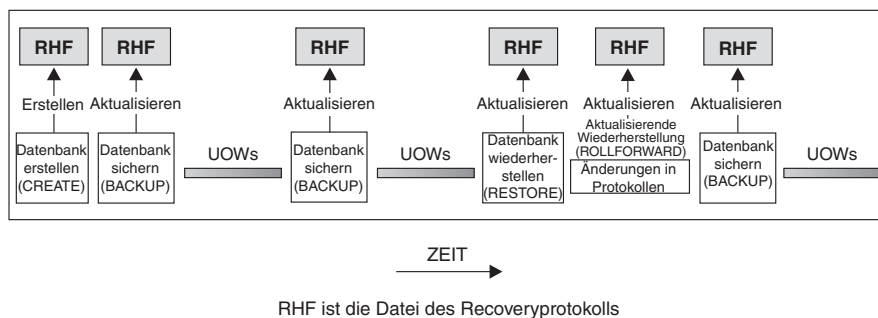 RHF RHF RHF RHF RHF RHF
Erstellen Aktualisieren Aktualisieren Aktualisieren Aktualisieren Aktualisieren
Datenbank
erstellen
(CREATE)
Datenbank
sichern
(BACKUP)
UOWs
Datenbank
sichern
(BACKUP)
UOWs
Datenbank
wiederher-
stellen
(RESTORE)
Aktualisierende
Wiederherstellung
(ROLLFORWARD)
Änderungen in
Protokollen
Datenbank
sichern
(BACKUP)
UOWs
ZEIT
RHF ist die Datei des Recoveryprotokolls